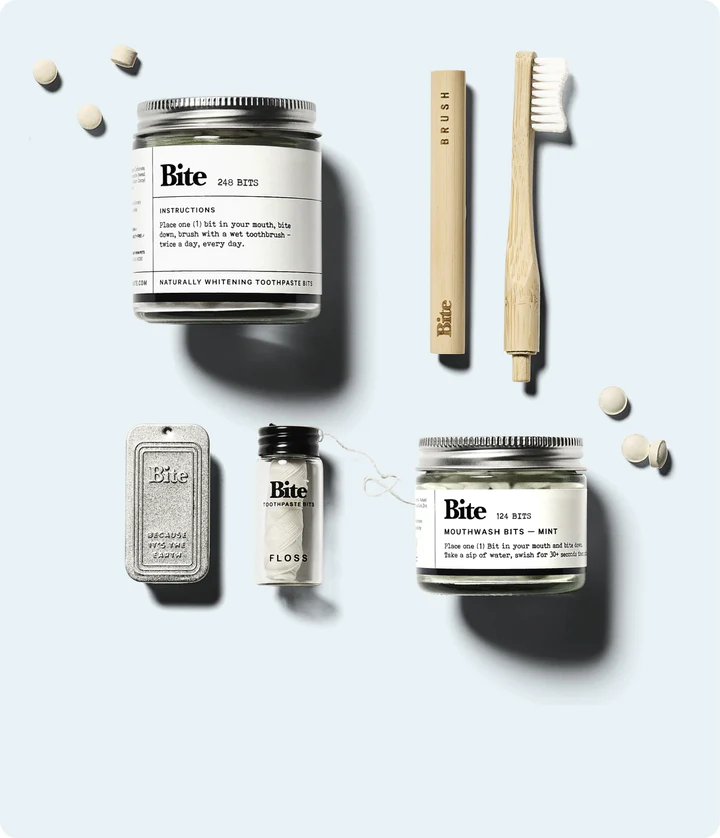 Bite 248 BITS
INSTRUCTIONS
Place one (1) bit in your mouth, bite
down, brush with a wet toothbrush –
twice a day, every day.
NATURALLY WHITENING TOOTHPASTE BITS
BRUSH
Bite
Bite
BECAUSE
IT'S THE
EARTH.
Bite
TOOTHPASTE BITS
FLOSS
Bite 124 BITS
MOUTHWASH BITS — MINT
Place one (1) Bit in your mouth and bite down.
Take a sip of water, swish for 30+ seconds